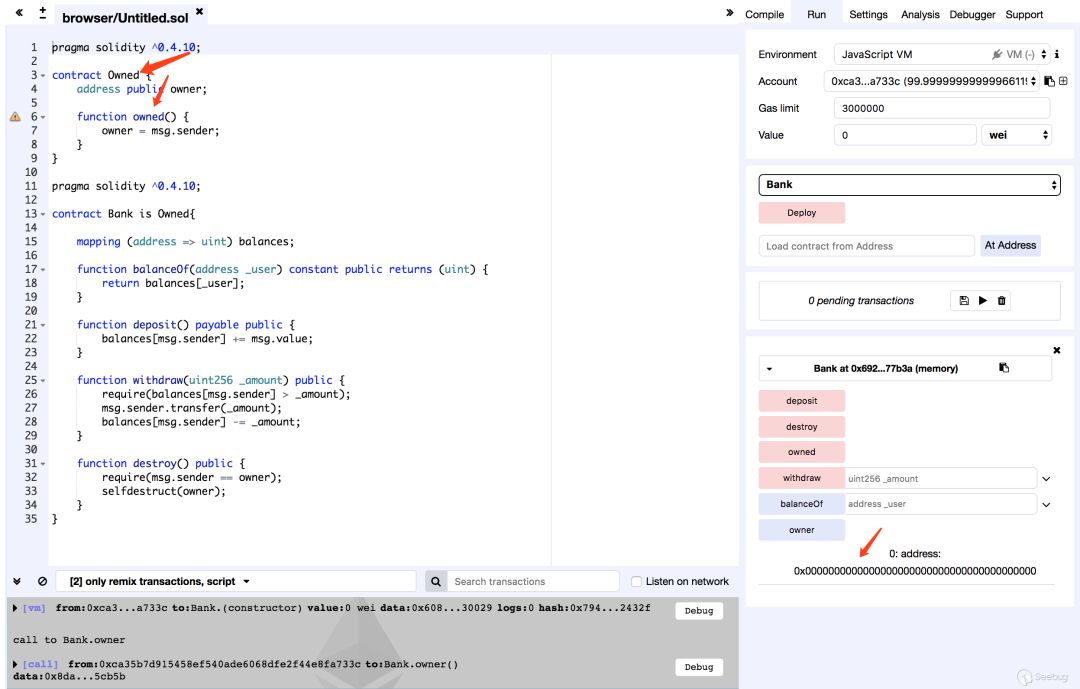 browser/Untitled.sol
Compile Run Settings Analysis Debugger Support
1 pragma solidity ^0.4.10;
2
3 contract Owned {
4 address public owner;
5
6 function owned() {
7 owner = msg.sender;
8 }
9 }
10
11 pragma solidity ^0.4.10;
12
13 contract Bank is Owned{
14
15 mapping (address => uint) balances;
16
17 function balanceOf(address _user) constant public returns (uint) {
18 return balances[_user];
19 }
20
21 function deposit() payable public {
22 balances[msg.sender] += msg.value;
23 }
24
25 function withdraw(uint256 _amount) public {
26 require(balances[msg.sender] > _amount);
27 msg.sender.transfer(_amount);
28 balances[msg.sender] -= _amount;
29 }
30
31 function destroy() public {
32 require(msg.sender == owner);
33 selfdestruct(owner);
34 }
35 }
[2] only remix transactions, script
Search transactions
Listen on network
[vm] from:0xca3...a733c to:Bank.(constructor) value:0 wei data:0x608...30029 logs:0 hash:0x794...2432f
Debug
call to Bank.owner
[call] from:0xca35b7d915458ef540ade6068dfe2f44e8fa733c to:Bank.owner()
data:0x8da...5cb5b
Debug
Environment JavaScript VM VM (-)
Account 0xca3...a733c
Gas limit 3000000
Value 0 wei
Bank
Deploy
Load contract from Address At Address
0 pending transactions
Bank at 0x692...77b3a (memory)
deposit
destroy
owned
withdraw uint256 _amount
balanceOf address _user
owner
0: address:
0x0000000000000000000000000000000000000000
Seebug